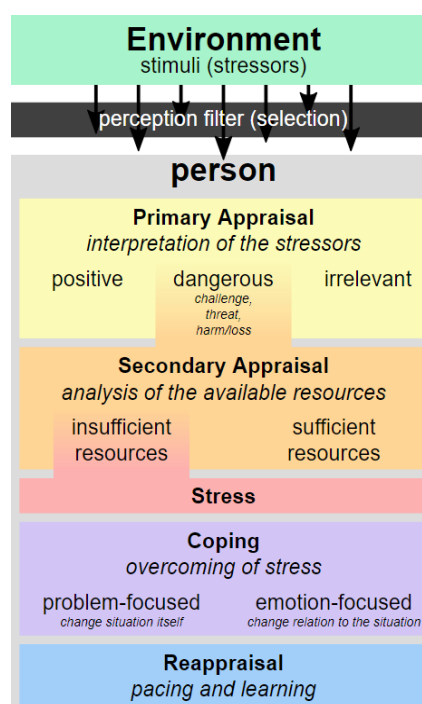 Environment
stimuli (stressors)
perception filter (selection)
person
Primary Appraisal
interpretation of the stressors
positive dangerous irrelevant
challenge,
threat,
harm/loss
Secondary Appraisal
analysis of the available resources
insufficient sufficient
resources resources
Stress
Coping
overcoming of stress
problem-focused emotion-focused
change situation itself change relation to the situation
Reappraisal
pacing and learning